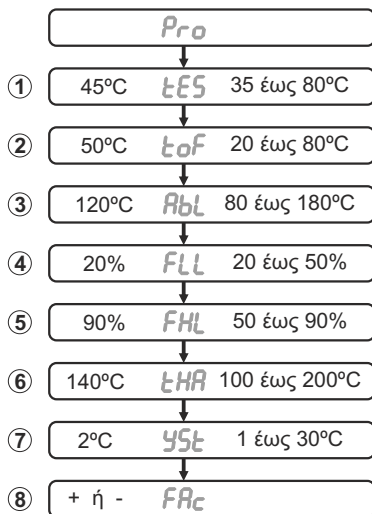 Pro
① 45ºC tES 35 έως 80ºC
② 50ºC toF 20 έως 80ºC
③ 120ºC AbL 80 έως 180ºC
④ 20% FLL 20 έως 50%
⑤ 90% FHL 50 έως 90%
⑥ 140ºC tHA 100 έως 200ºC
⑦ 2ºC YSt 1 έως 30ºC
⑧ + ή - FAc